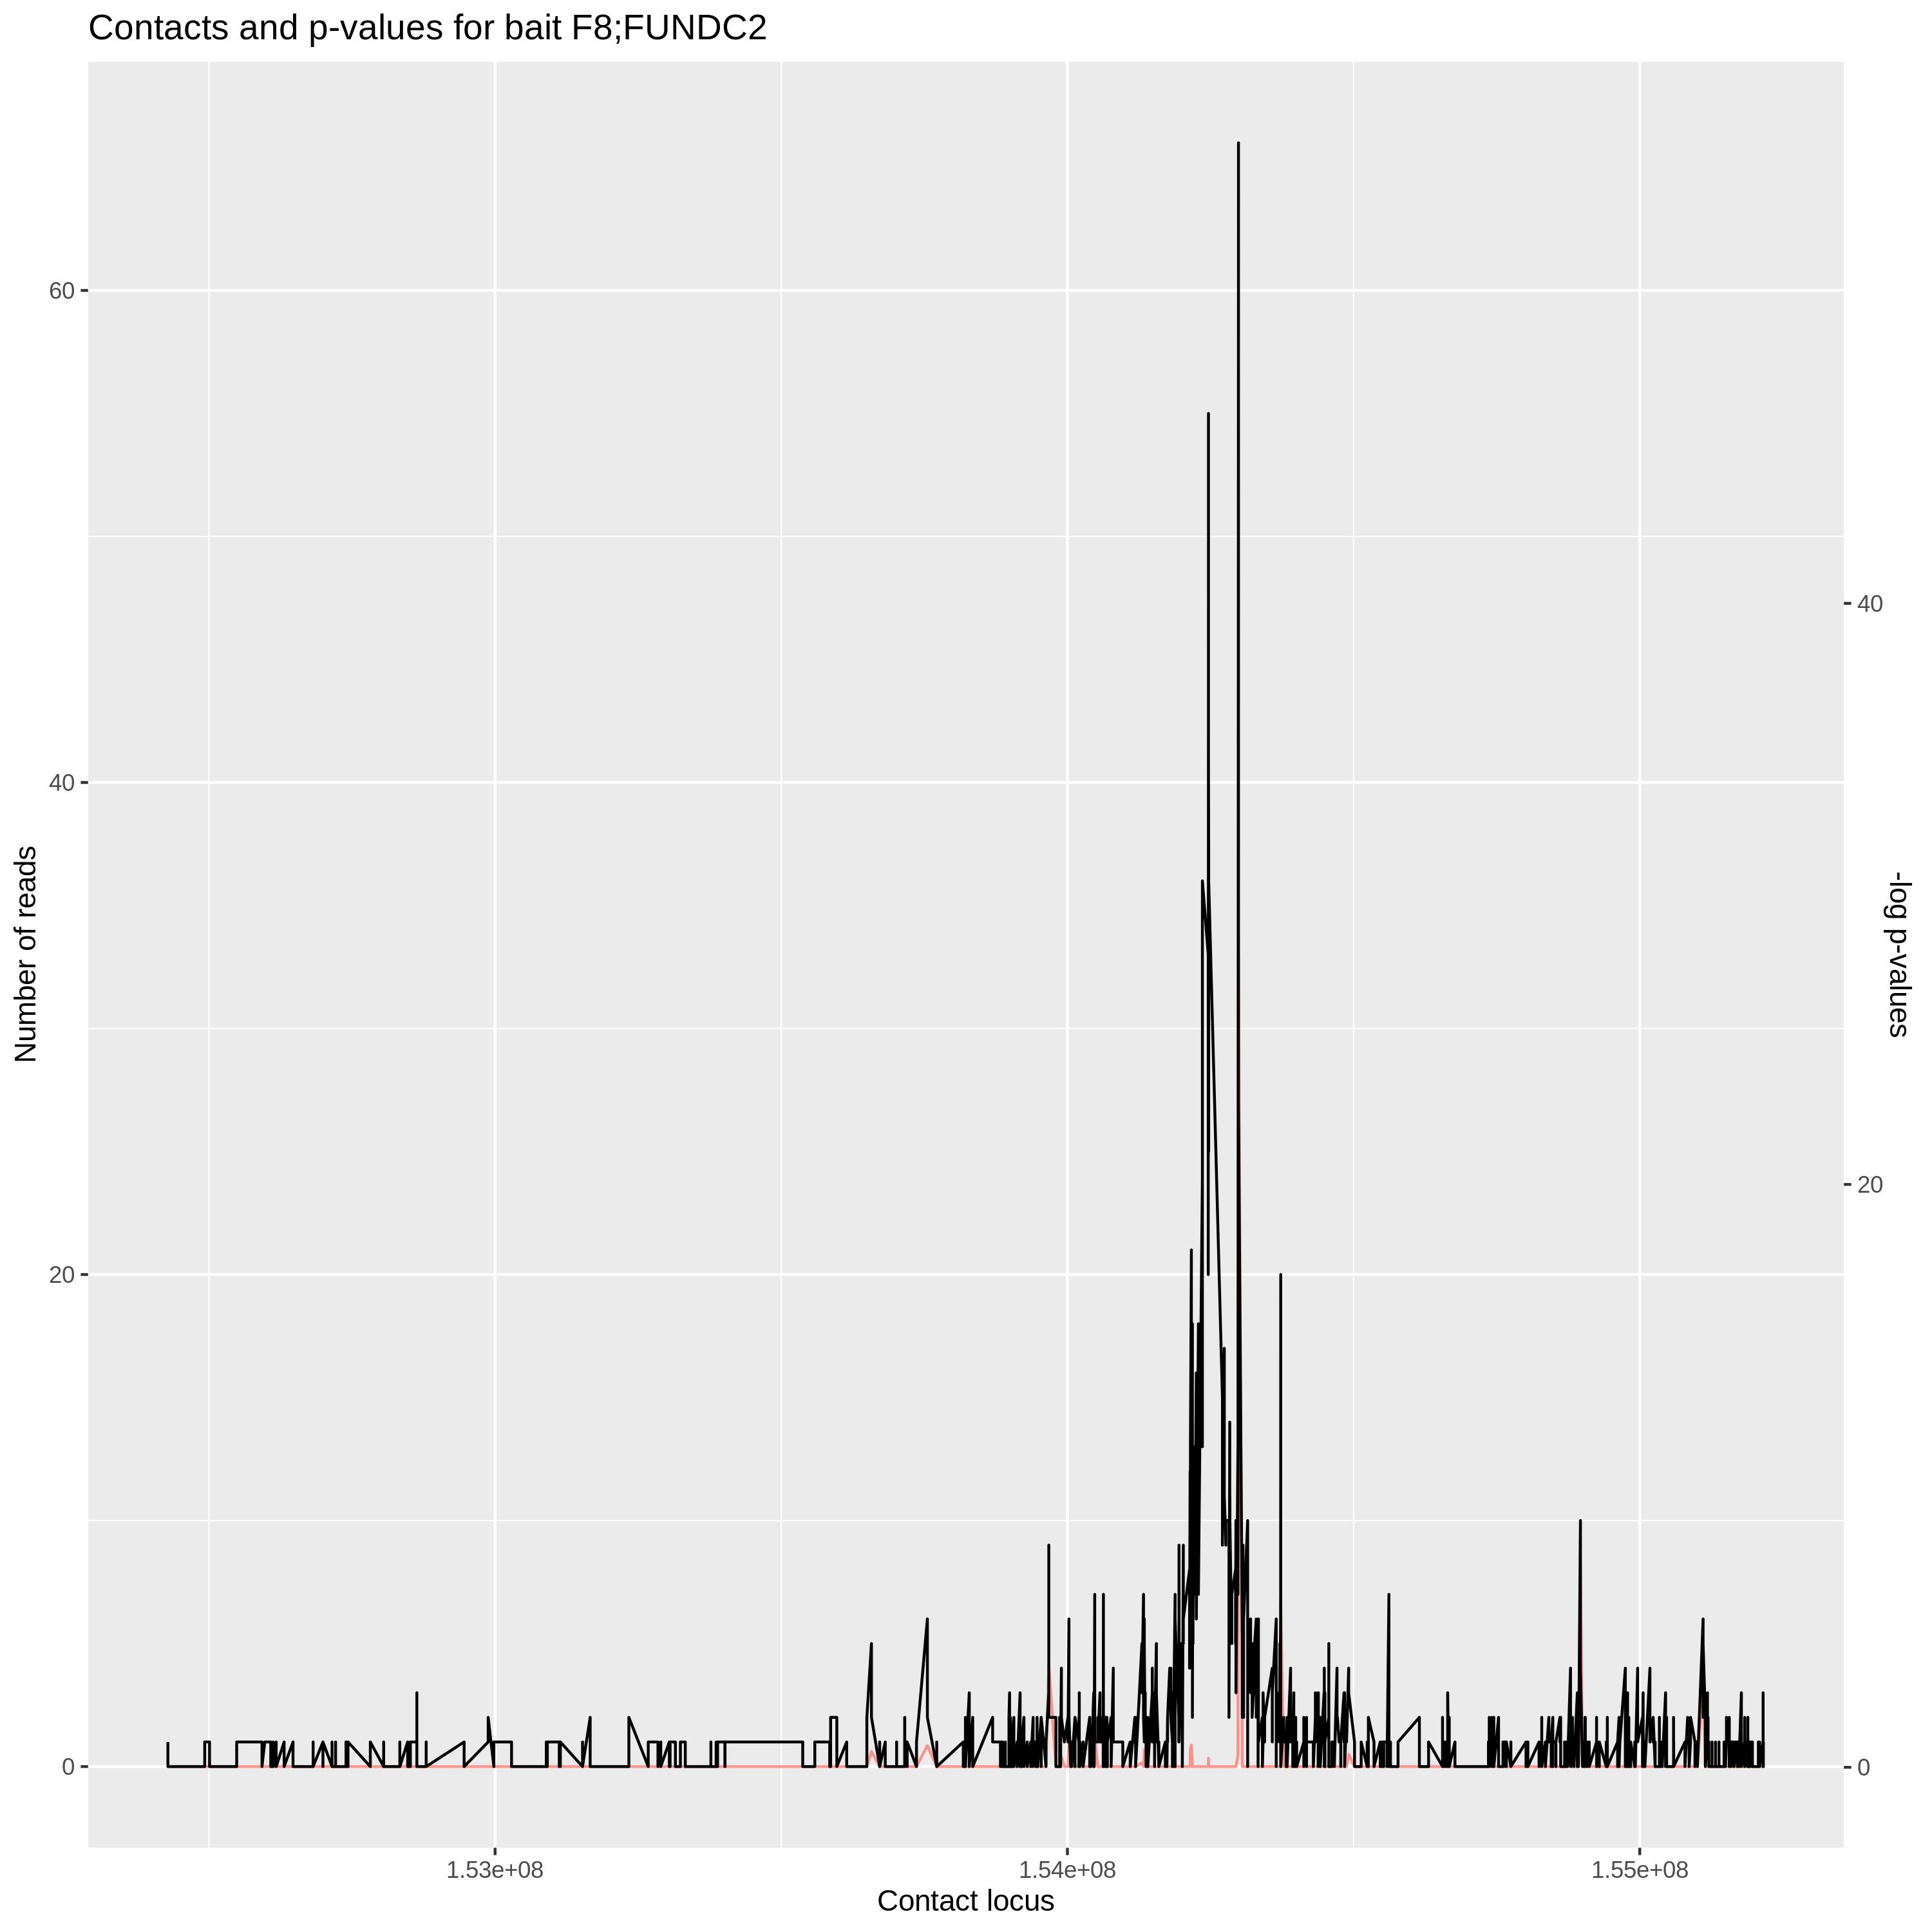 Contacts and p-values for bait F8;FUNDC2
60
40
20
0
Number of reads
40
20
0
-log p-values
1.53e+08
1.54e+08
1.55e+08
Contact locus